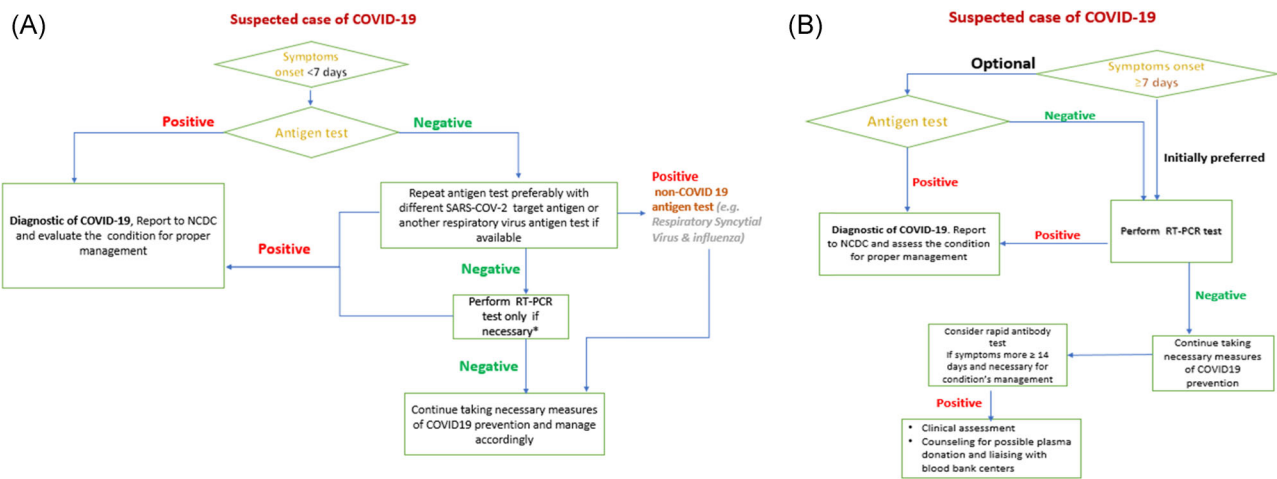 (A)
Suspected case of COVID-19
Symptoms
onset <7 days
Positive
Antigen test
Negative
Diagnostic of COVID-19, Report to NCDC
and evaluate the condition for proper
management
Repeat antigen test preferably with
different SARS-COV-2 target antigen or
another respiratory virus antigen test if
available
Positive
non-COVID 19
antigen test (e.g.
Respiratory Syncytial
Virus & influenza)
Positive
Negative
Perform RT-PCR
test only if
necessary*
Negative
Continue taking necessary measures
of COVID19 prevention and manage
accordingly
(B)
Suspected case of COVID-19
Optional
Symptoms onset
≥7 days
Antigen test
Negative
Initially preferred
Positive
Diagnostic of COVID-19. Report
to NCDC and assess the condition
for proper management
Positive
Perform RT-PCR test
Negative
Consider rapid antibody
test
If symptoms more ≥ 14
days and necessary for
condition's management
Continue taking
necessary measures
of COVID19
prevention
Positive
• Clinical assessment
• Counseling for possible plasma
donation and liaising with
blood bank centers